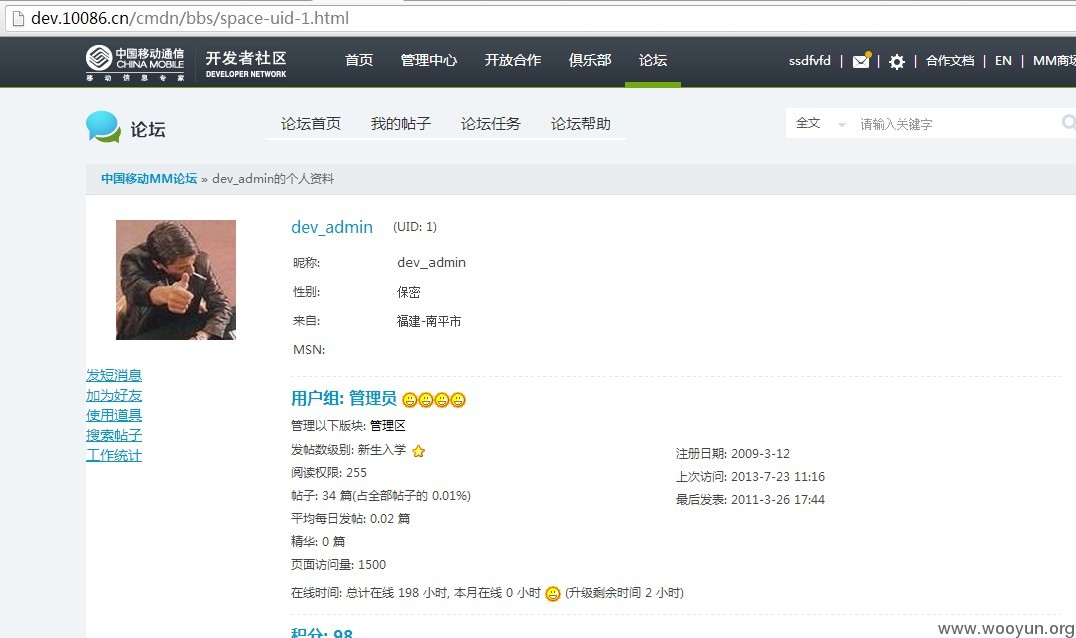 dev.10086.cn/cmdn/bbs/space-uid-1.html
中国移动通信 CHINA MOBILE 移动信息专家 开发者社区 DEVELOPER NETWORK 首页 管理中心 开放合作 俱乐部 论坛 ssdfvfd | | | 合作文档 | EN | MM商场
论坛 论坛首页 我的帖子 论坛任务 论坛帮助 全文 请输入关键字
中国移动MM论坛 » dev_admin的个人资料
dev_admin (UID: 1)
昵称: dev_admin
性别: 保密
来自: 福建-南平市
MSN:
发短消息
加为好友
使用道具
搜索帖子
工作统计
用户组: 管理员
管理以下版块: 管理区
发帖数级别: 新生入学
阅读权限: 255
帖子: 34 篇(占全部帖子的 0.01%)
平均每日发帖: 0.02 篇
精华: 0 篇
页面访问量: 1500
注册日期: 2009-3-12
上次访问: 2013-7-23 11:16
最后发表: 2011-3-26 17:44
在线时间: 总计在线 198 小时, 本月在线 0 小时 (升级剩余时间 2 小时)
积分: 98
www.wooyun.org